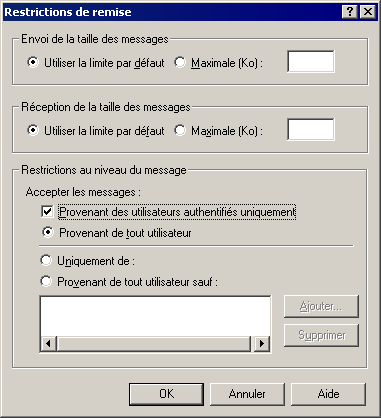 Restrictions de remise
Envoi de la taille des messages
Utiliser la limite par défaut Maximale (Ko) :
Réception de la taille des messages
Utiliser la limite par défaut Maximale (Ko) :
Restrictions au niveau du message
Accepter les messages :
Provenant des utilisateurs authentifiés uniquement
Provenant de tout utilisateur
Uniquement de :
Provenant de tout utilisateur sauf :
Ajouter...
Supprimer
OK Annuler Aide